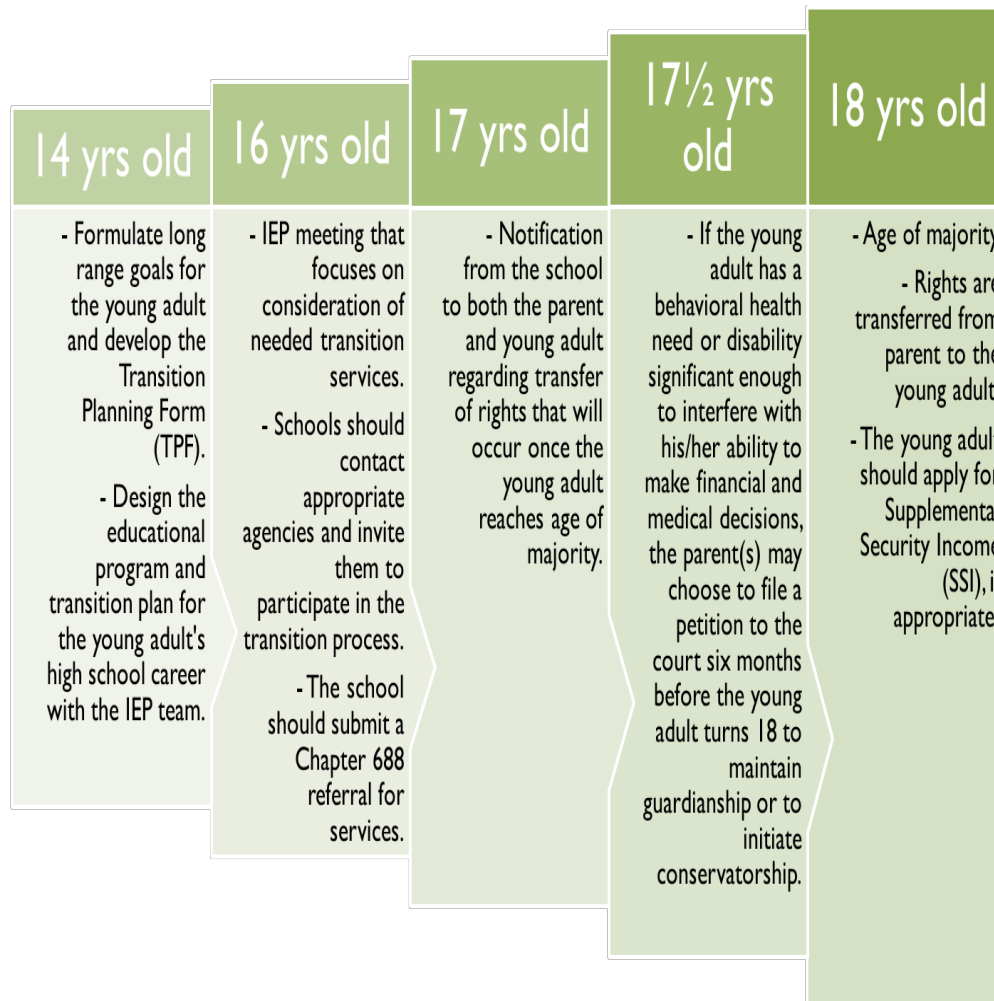 14 yrs old
- Formulate long
range goals for
the young adult
and develop the
Transition
Planning Form
(TPF).
- Design the
educational
program and
transition plan for
the young adult's
high school career
with the IEP team.
16 yrs old
- IEP meeting that
focuses on
consideration of
needed transition
services.
- Schools should
contact
appropriate
agencies and invite
them to
participate in the
transition process.
- The school
should submit a
Chapter 688
referral for
services.
17 yrs old
- Notification
from the school
to both the parent
and young adult
regarding transfer
of rights that will
occur once the
young adult
reaches age of
majority.
17½ yrs
old
- If the young
adult has a
behavioral health
need or disability
significant enough
to interfere with
his/her ability to
make financial and
medical decisions,
the parent(s) may
choose to file a
petition to the
court six months
before the young
adult turns 18 to
maintain
guardianship or to
initiate
conservatorship.
18 yrs old
- Age of majority
- Rights are
transferred from
parent to the
young adult
- The young adult
should apply for
Supplementa
Security Income
(SSI), i
appropriate